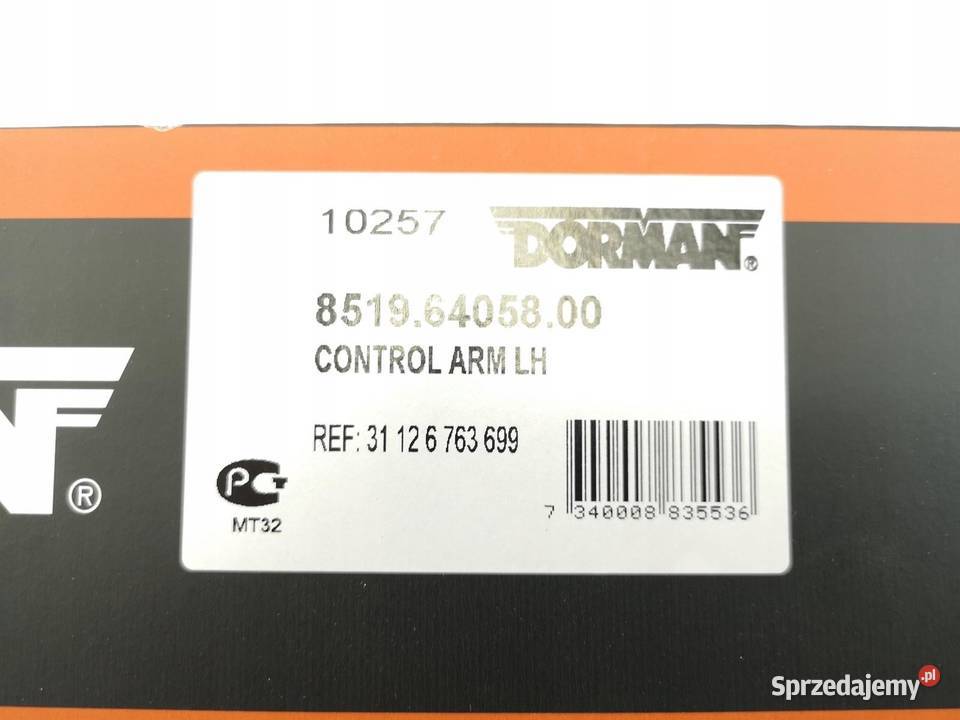 10257
DORMAN®
8519.64058.00
CONTROL ARM LH
REF: 31 12 6 763 699
PCT
MT32
7 340008 835536
®
Sprzedajemy.pl